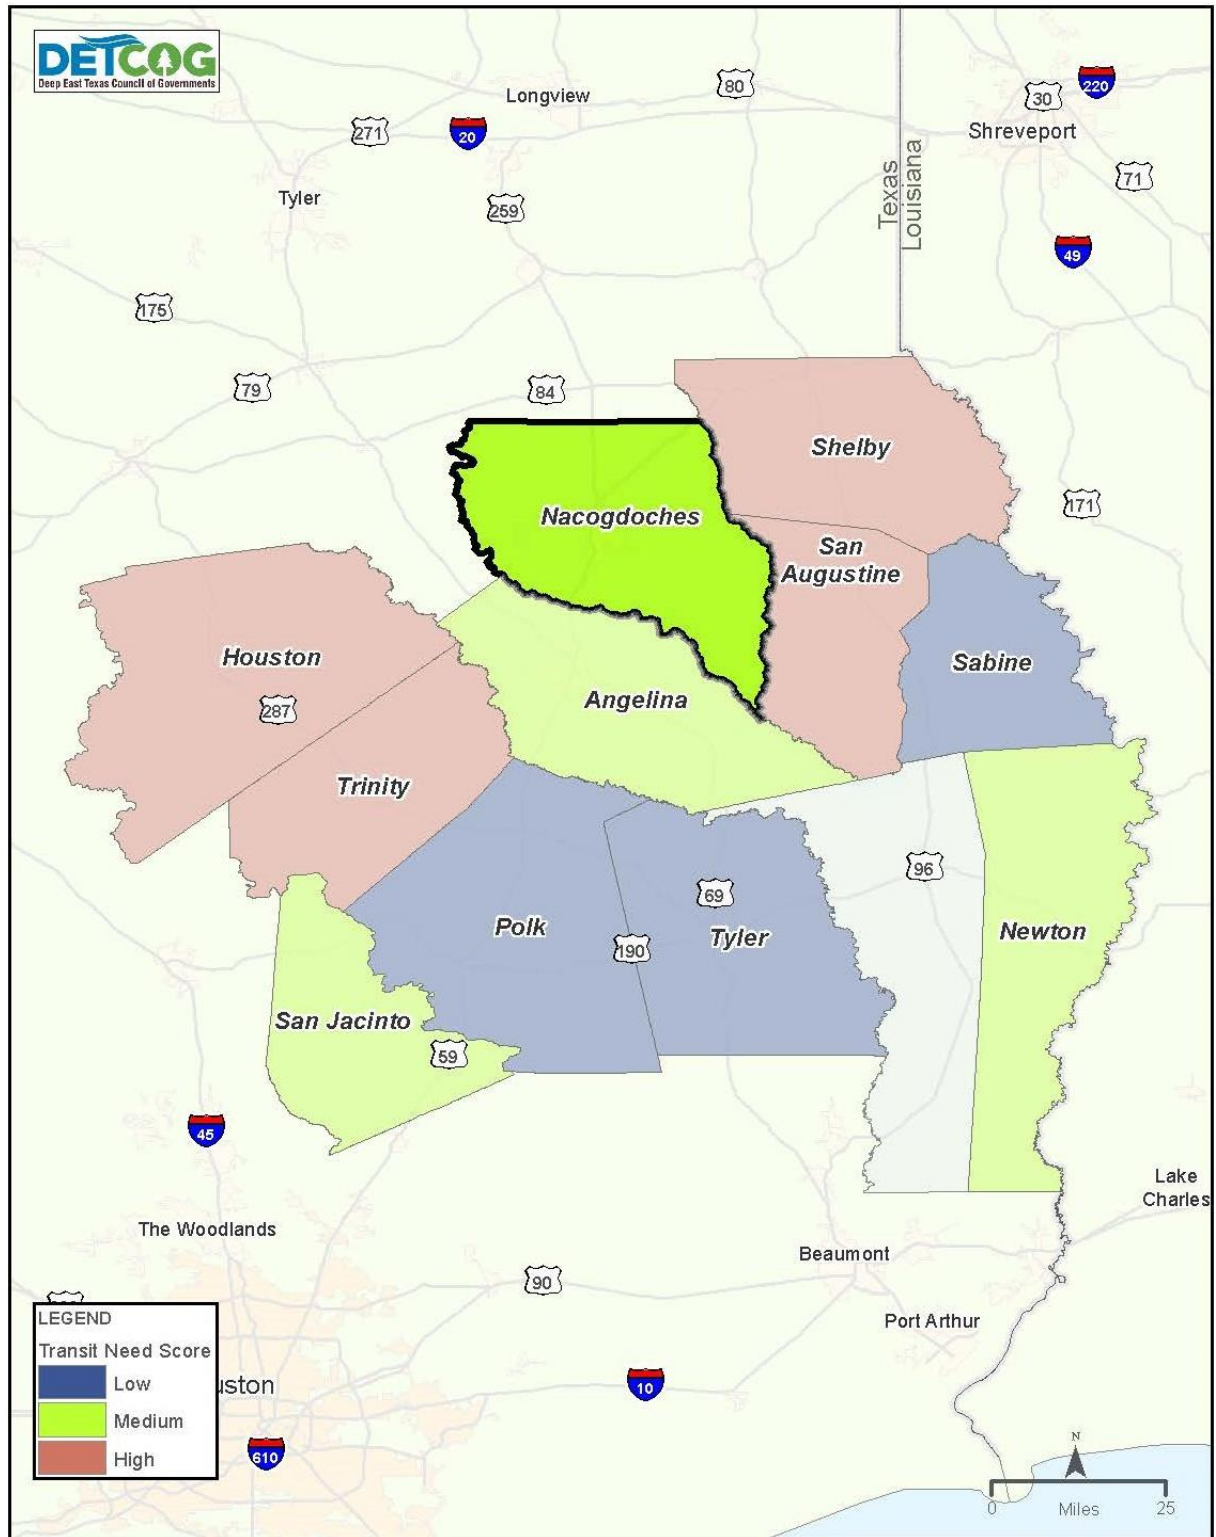 DETCOG
Deep East Texas Council of Governments
Longview
80
30
220
271
20
Shreveport
Tyler
259
Texas
Louisiana
71
49
175
79
84
Shelby
171
Nacogdoches
San
Augustine
Houston
Sabine
287
Angelina
Trinity
96
69
Polk
190
Tyler
Newton
San Jacinto
59
45
Lake
Charles
The Woodlands
Beaumont
90
Port Arthur
LEGEND
Transit Need Score
Low
Medium
High
uston
10
610
N
0
Miles
25